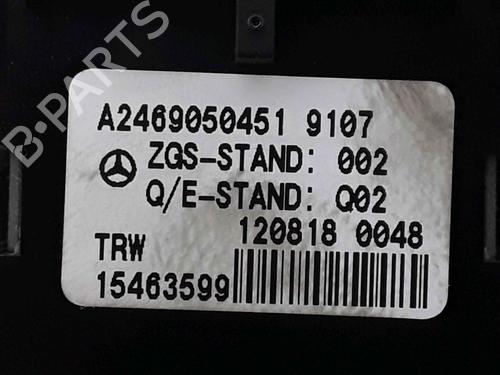 B-PARTS
A2469050451 9107
ZGS-STAND: 002
Q/E-STAND: Q02
120818 0048
TRW
15463599